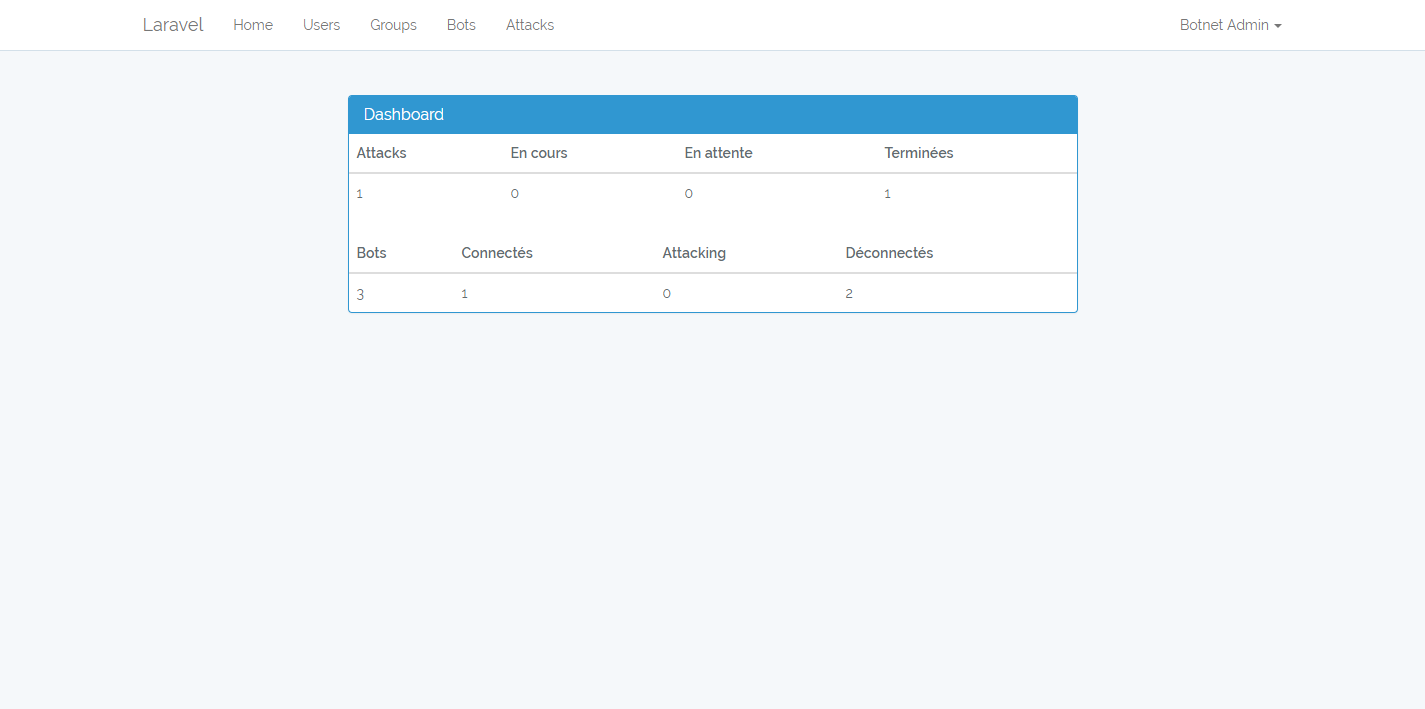 Laravel Home Users Groups Bots Attacks Botnet Admin
Dashboard
Attacks En cours En attente Terminées
1 0 0 1
Bots Connectés Attacking Déconnectés
3 1 0 2